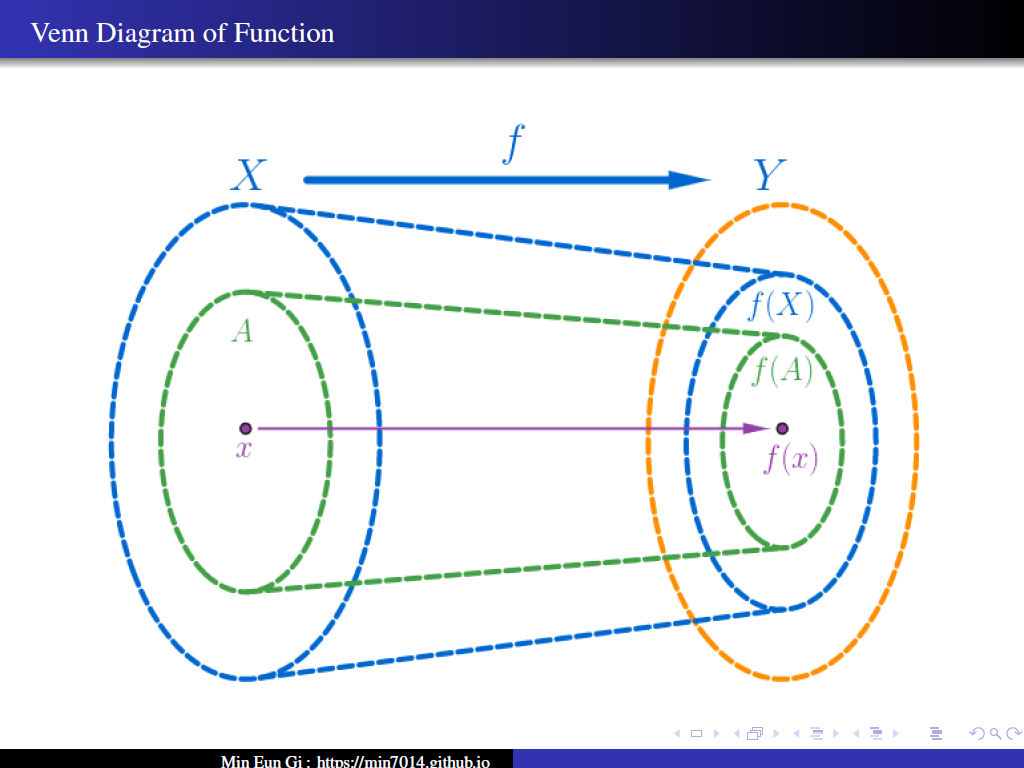 Venn Diagram of Function
f
X
Y
f(X)
A
f(A)
x
f(x)
Min Eun Gi : https://min7014.github.io